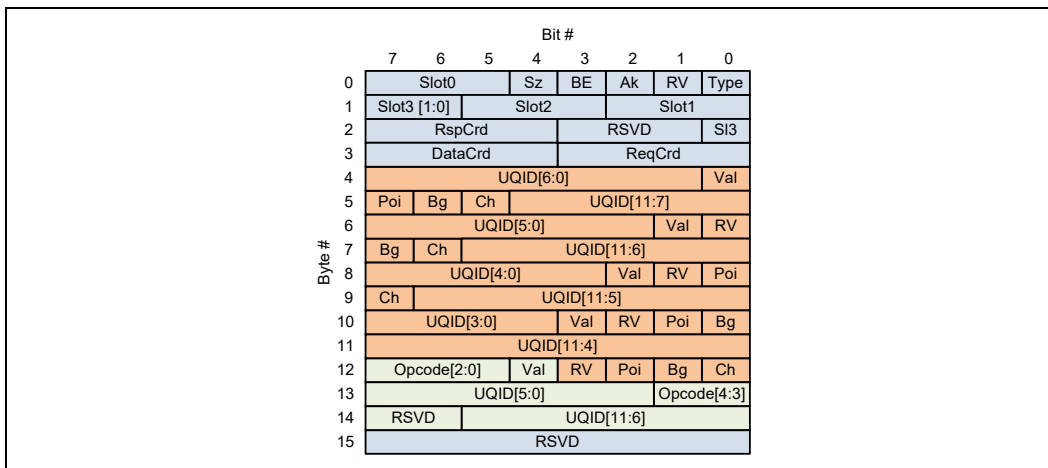 Bit #
7 6 5 4 3 2 1 0
0 Slot0 Sz BE Ak RV Type
1 Slot3 [1:0] Slot2 Slot1
2 RspCrd RSVD Sl3
3 DataCrd ReqCrd
4 UQID[6:0] Val
5 Poi Bg Ch UQID[11:7]
6 UQID[5:0] Val RV
7 Bg Ch UQID[11:6]
Byte #
8 UQID[4:0] Val RV Poi
9 Ch UQID[11:5]
10 UQID[3:0] Val RV Poi Bg
11 UQID[11:4]
12 Opcode[2:0] Val RV Poi Bg Ch
13 UQID[5:0] Opcode[4:3]
14 RSVD UQID[11:6]
15 RSVD